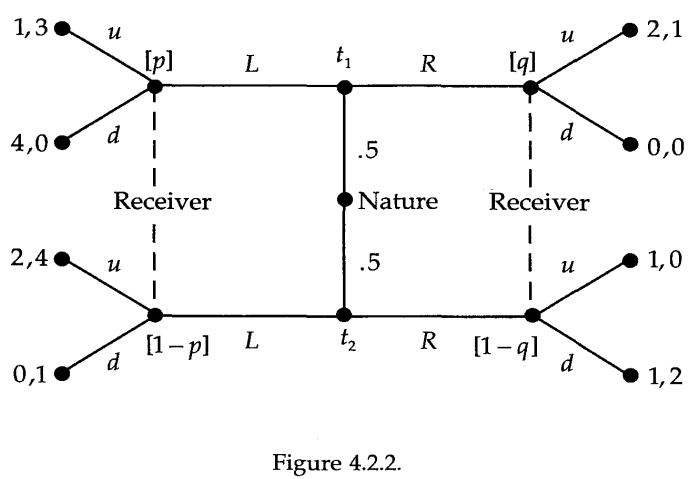 1,3 u u 2,1
[p] L t₁ R [q]
4,0 d d 0,0
.5
Receiver Nature Receiver
2,4 u .5 u 1,0
[1−p] L t₂ R [1−q]
0,1 d d 1,2
Figure 4.2.2.